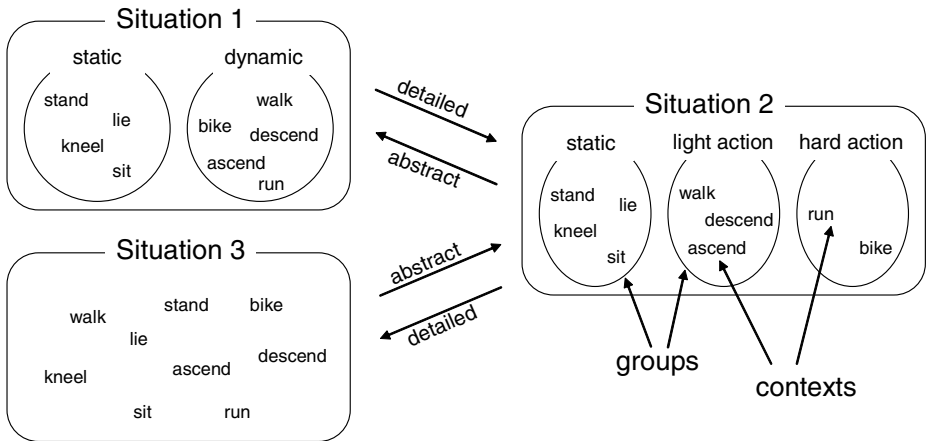 Situation 1
static
dynamic
stand
lie
kneel
sit
walk
bike
descend
ascend
run
detailed
abstract
Situation 2
static
light action
hard action
stand
lie
kneel
sit
walk
descend
ascend
run
bike
Situation 3
walk
stand
bike
lie
descend
kneel
ascend
sit
run
abstract
detailed
groups
contexts